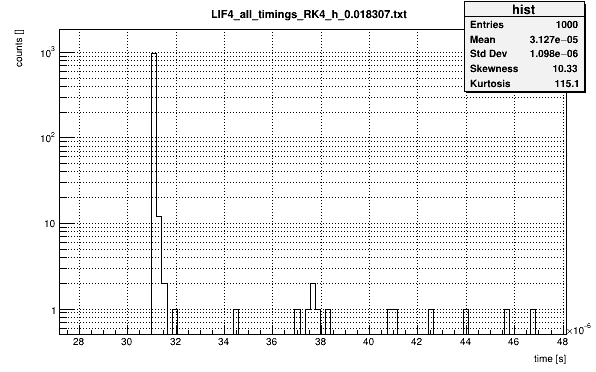 LIF4_all_timings_RK4_h_0.018307.txt
hist
Entries 1000
Mean 3.127e−05
Std Dev 1.098e−06
Skewness 10.33
Kurtosis 115.1
counts []
10³
10²
10
1
28 30 32 34 36 38 40 42 44 46 48
×10⁻⁶
time [s]